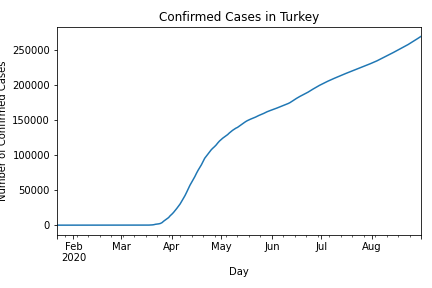 Confirmed Cases in Turkey
Number of Confirmed Cases
250000
200000
150000
100000
50000
0
Feb Mar Apr May Jun Jul Aug
2020
Day